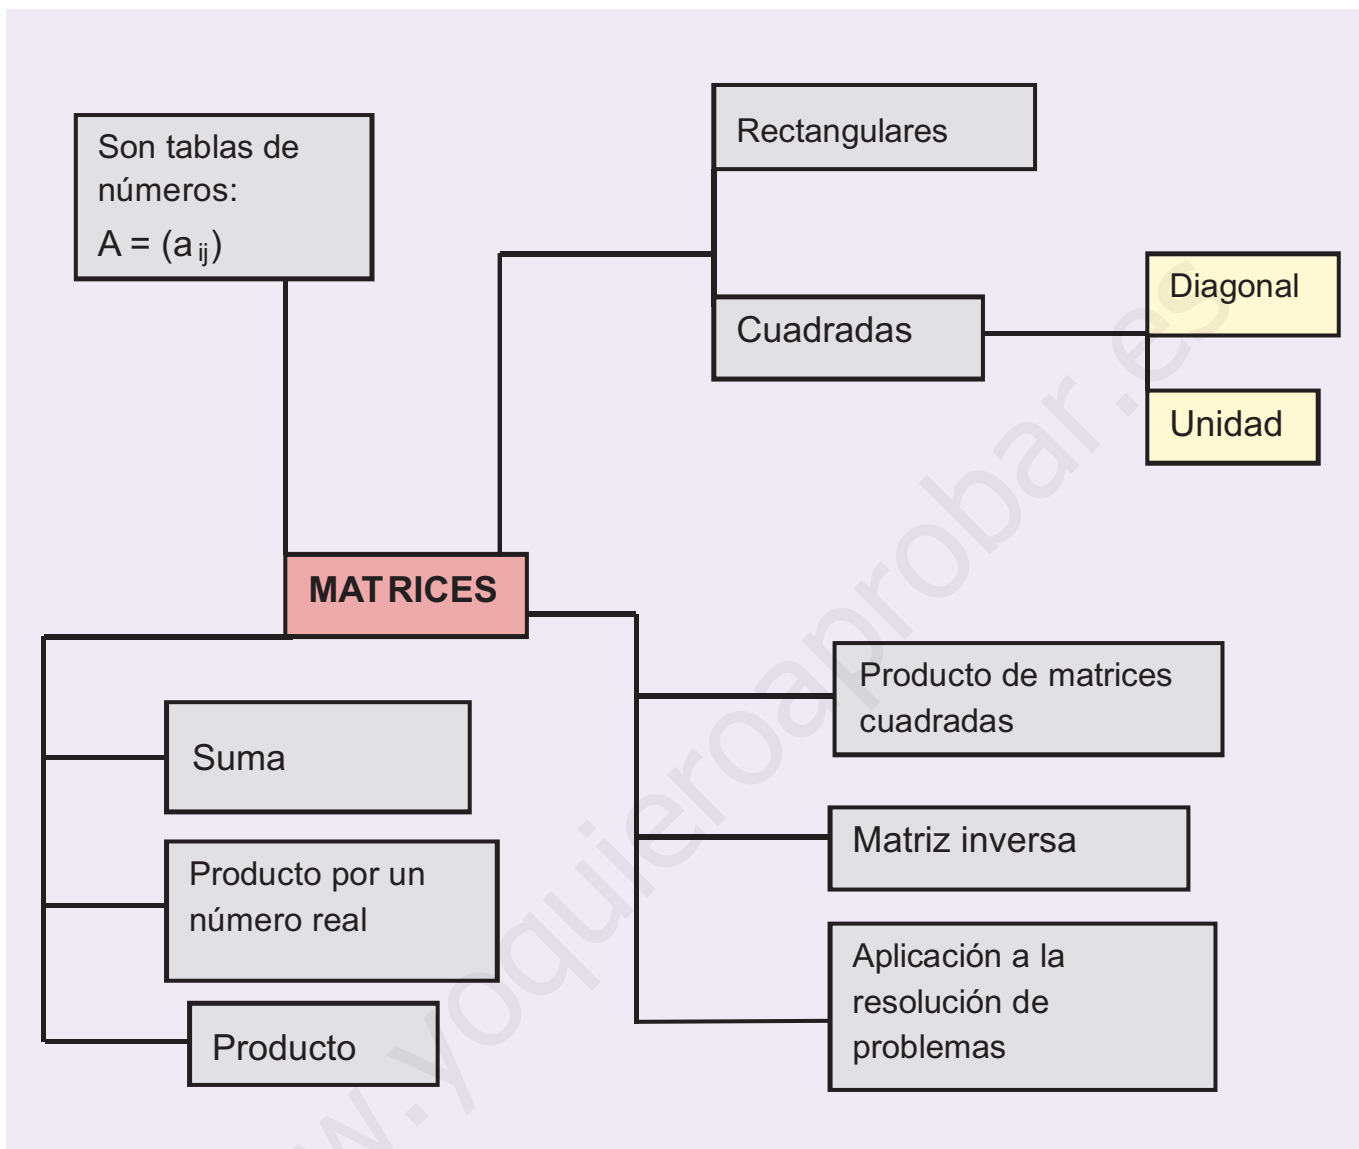 Son tablas de
números:
A = (a ij)
Rectangulares
Cuadradas
Diagonal
Unidad
MATRICES
Suma
Producto por un
número real
Producto
Producto de matrices
cuadradas
Matriz inversa
Aplicación a la
resolución de
problemas
w.yoquieroaprobar.es